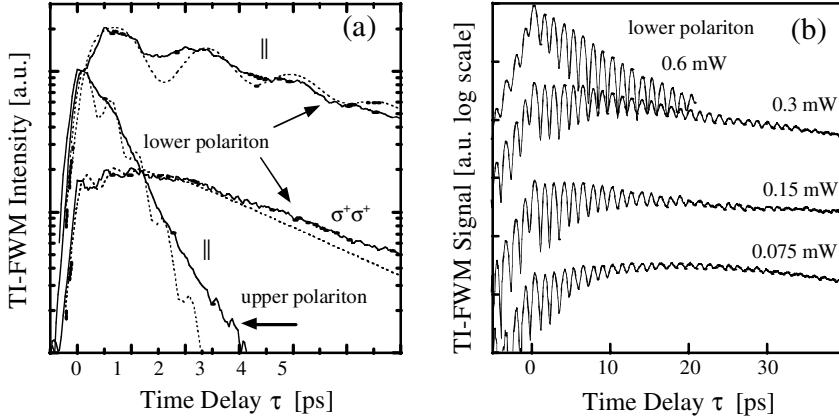 (a)
||
lower polariton
σ+σ+
||
upper polariton
TI-FWM Intensity [a.u.]
0 1 2 3 4 5
Time Delay τ [ps]
(b)
lower polariton
0.6 mW
0.3 mW
0.15 mW
0.075 mW
TI-FWM Signal [a.u. log scale]
0 10 20 30
Time Delay τ [ps]